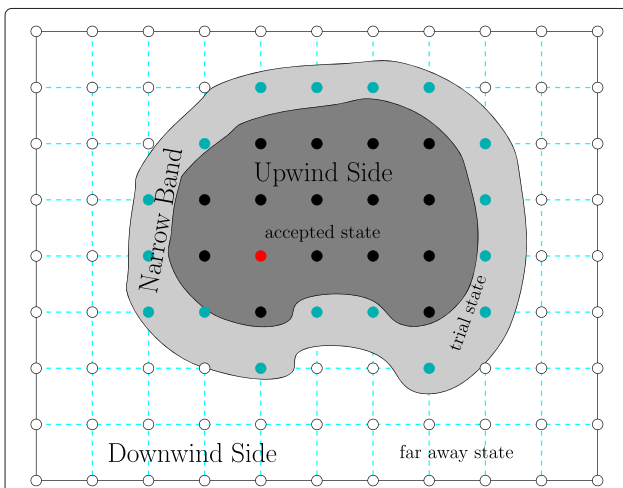 Upwind Side
Narrow Band
accepted state
trial state
Downwind Side
far away state